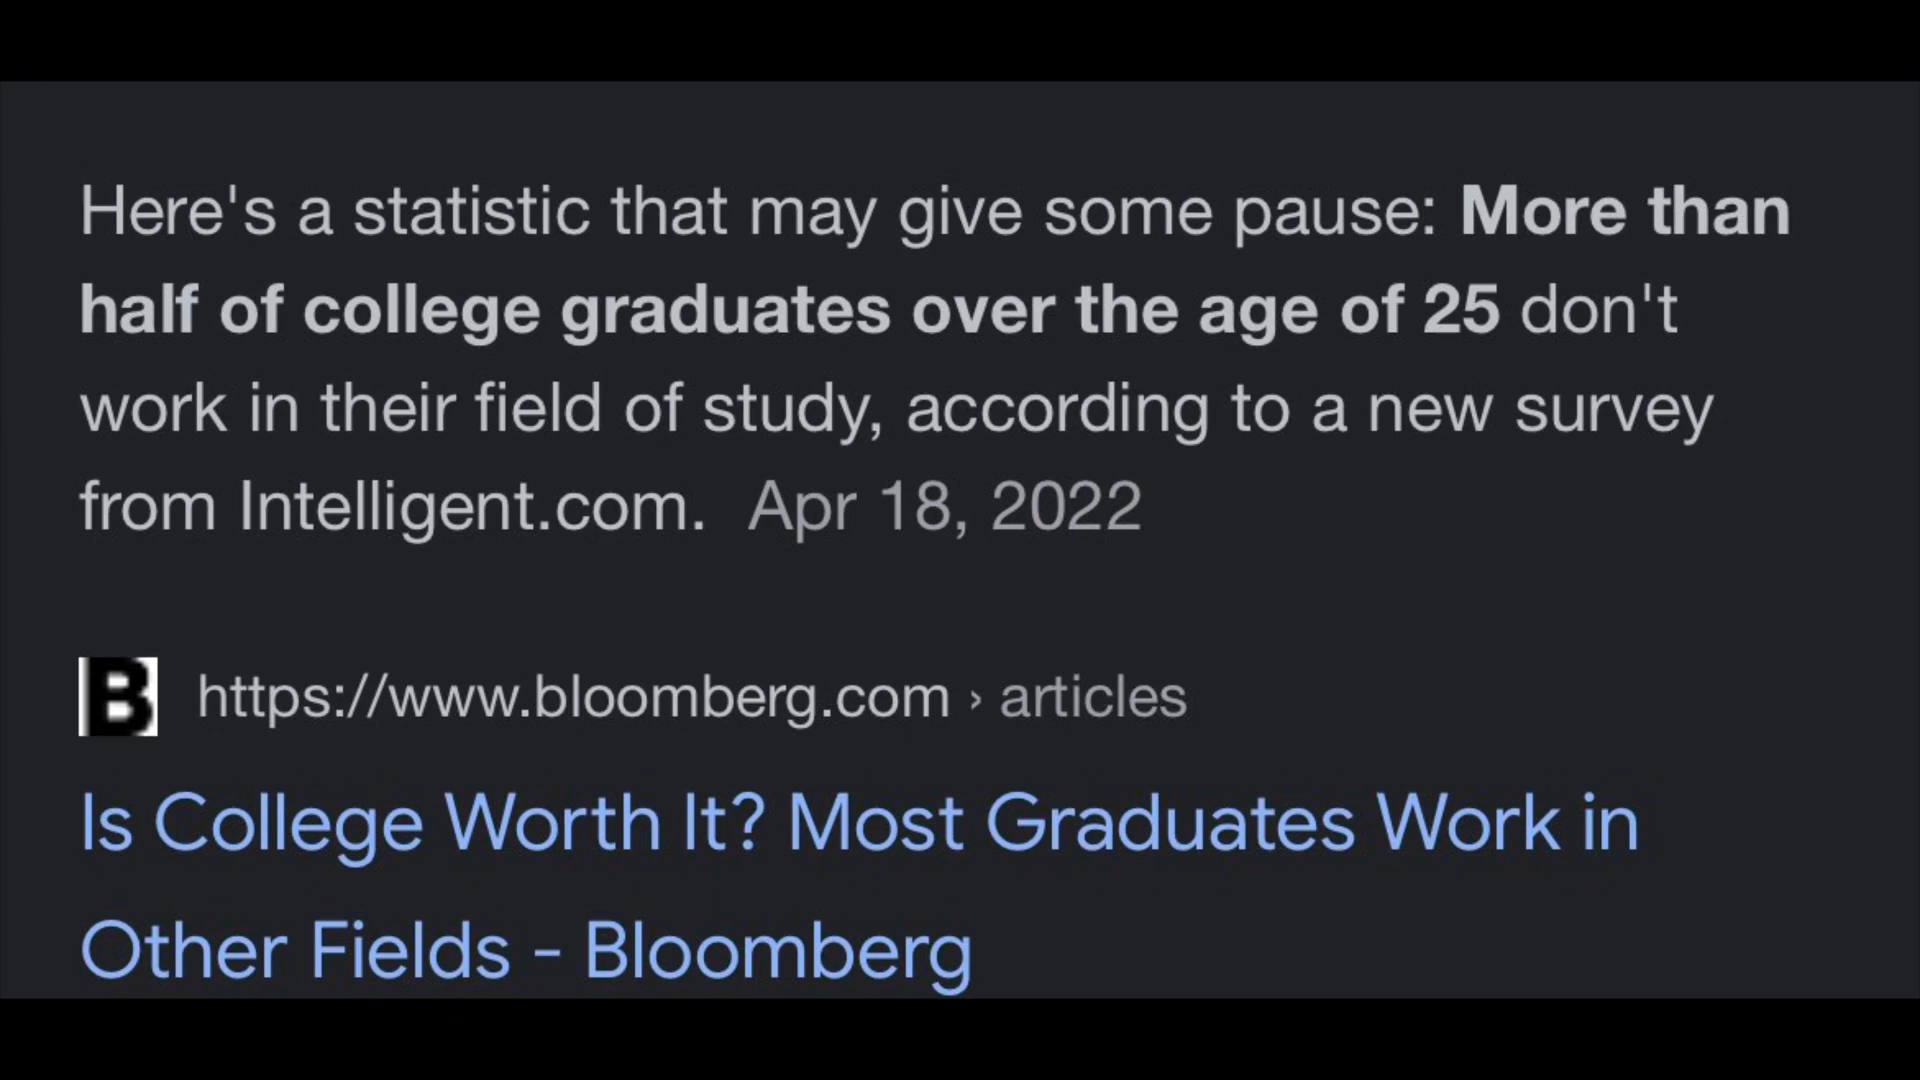 Here's a statistic that may give some pause: More than
half of college graduates over the age of 25 don't
work in their field of study, according to a new survey
from Intelligent.com. Apr 18, 2022
B https://www.bloomberg.com › articles
Is College Worth It? Most Graduates Work in
Other Fields - Bloomberg